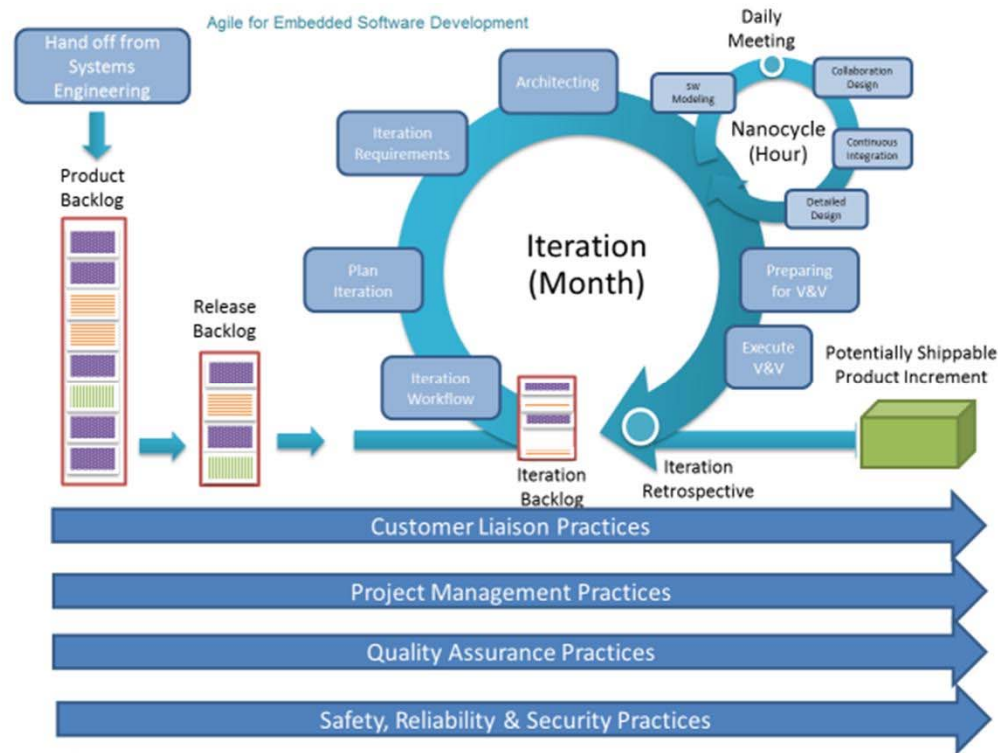 Agile for Embedded Software Development
Hand off from
Systems
Engineering
Product
Backlog
Release
Backlog
Iteration
Workflow
Plan
Iteration
Iteration
Requirements
Architecting
Iteration
(Month)
Daily
Meeting
SW
Modeling
Collaboration
Design
Nanocycle
(Hour)
Continuous
Integration
Detailed
Design
Preparing
for V&V
Execute
V&V
Potentially Shippable
Product Increment
Iteration
Backlog
Iteration
Retrospective
Customer Liaison Practices
Project Management Practices
Quality Assurance Practices
Safety, Reliability & Security Practices